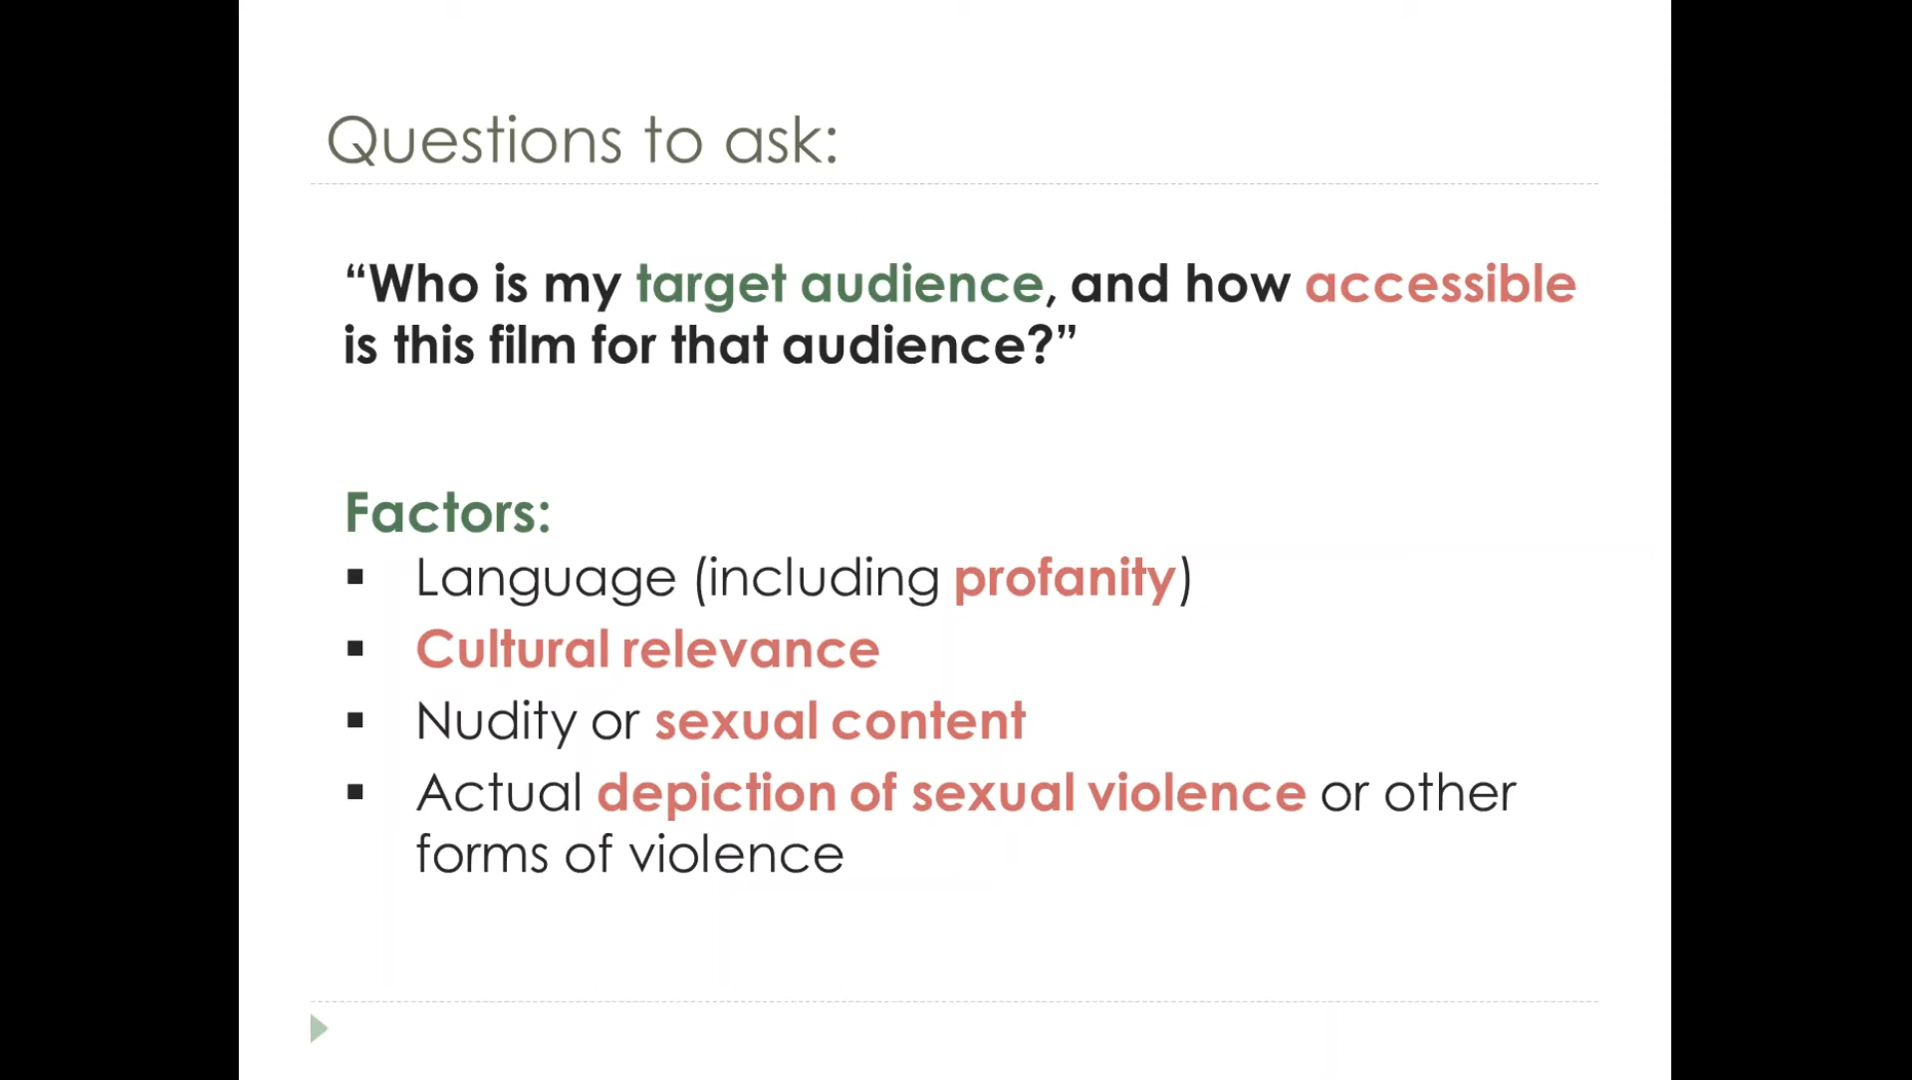 Questions to ask:
“Who is my target audience, and how accessible
is this film for that audience?”
Factors:
▪ Language (including profanity)
▪ Cultural relevance
▪ Nudity or sexual content
▪ Actual depiction of sexual violence or other
forms of violence